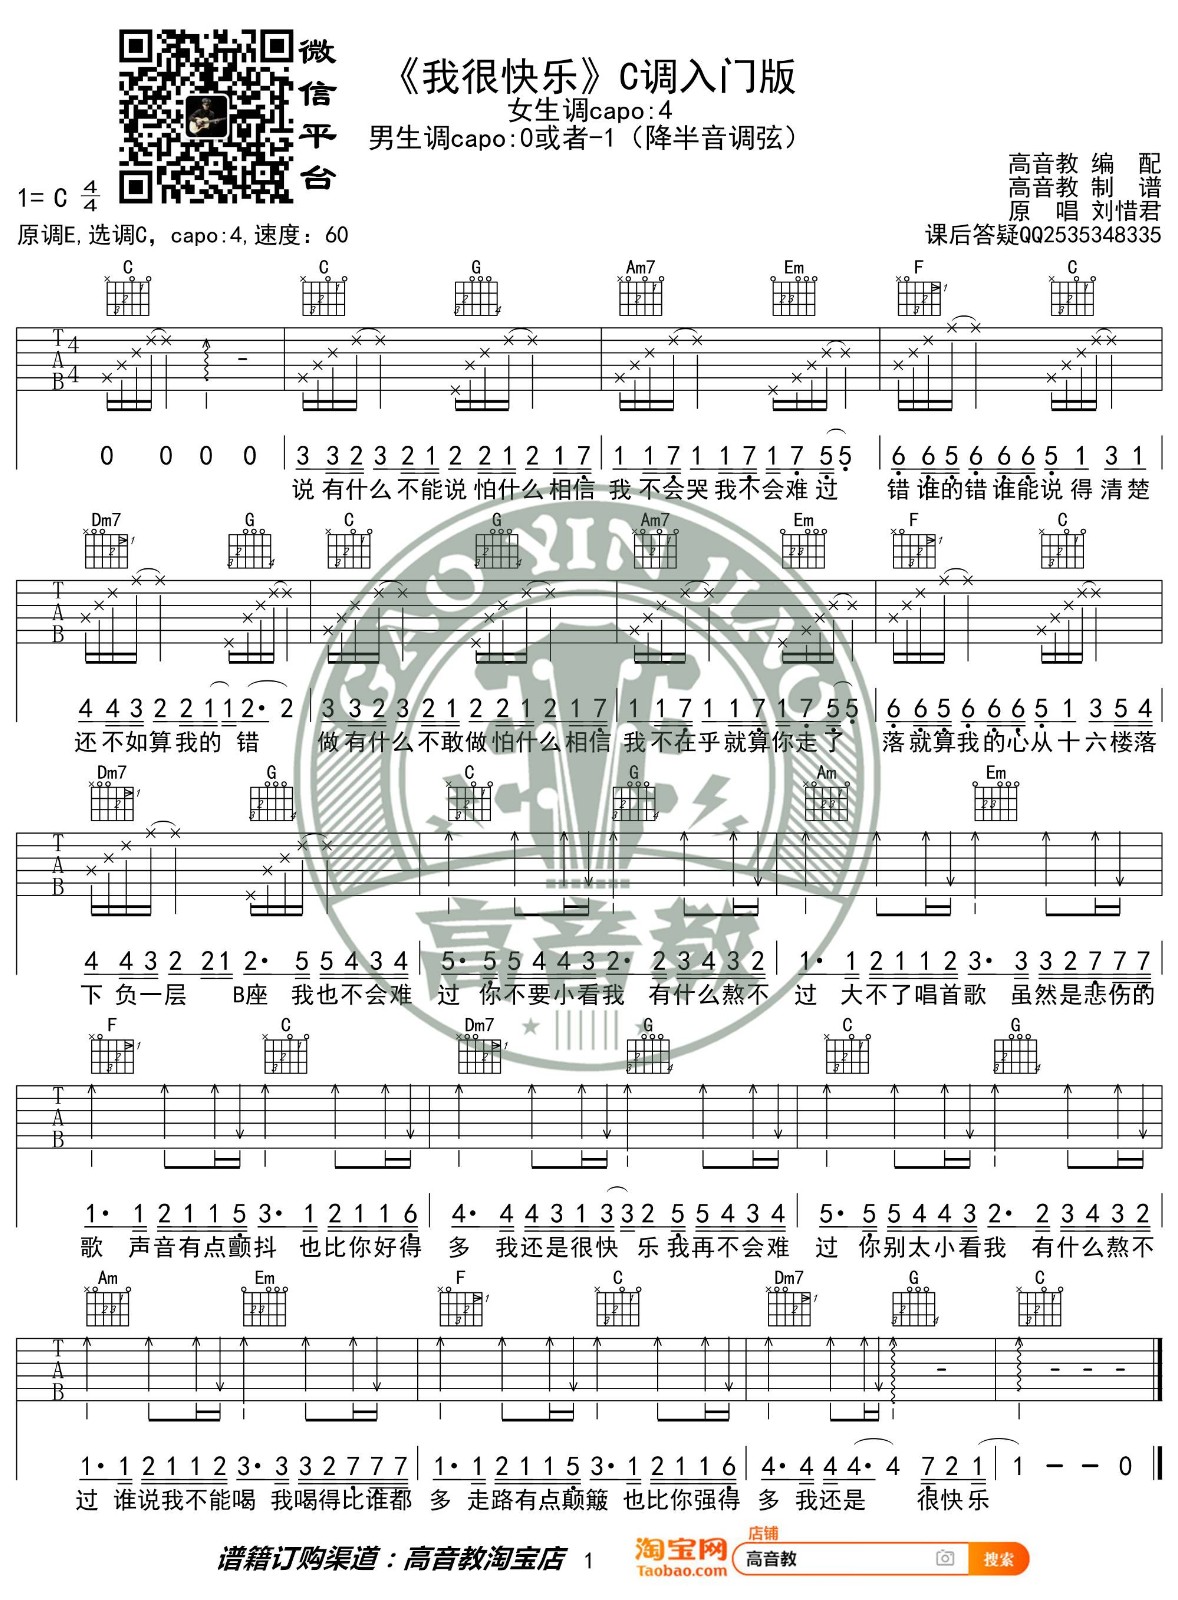 微信平台
《我很快乐》C调入门版
女生调capo:4
男生调capo:0或者-1（降半音调弦）
高音教 编 配
高音教 制 谱
原 唱 刘惜君
课后答疑QQ2535348335
1= C 4/4
原调E,选调C，capo:4,速度：60
C C G Am7 Em F C
T A B 4 4
0 0 0 0 3 3 2 3 2 1 2 2 1 2 1 7 1 1 7 1 1 7 1 1 7 5 5 6 6 5 6 6 6 5 1 3 1
说 有什么 不能说 怕什么 相信 我 不会哭 我不会难 过 错 谁的错 谁能说 得 清楚
Dm7 G C G Am7 Em F C
T A B
4 4 3 2 2 1 1 2· 2 3 3 2 3 2 1 2 2 1 2 1 7 1 1 7 1 1 7 1 7 5 5 6 6 5 6 6 6 5 1 3 5 4
还 不如算 我的 错 做 有什么 不敢做 怕什么 相信 我 不在乎 就算你走了 落 就算我 的心从 十六楼落
Dm7 G C G Am Em
T A B
4 4 3 2 2 1 2· 5 5 4 3 4 5· 5 5 4 4 3 2· 2 3 4 3 2 1· 1 2 1 1 2 3· 3 3 2 7 7 7
下 负一层 B座 我也不会难 过 你不要小看我 有什么熬不 过 大不了唱首歌 虽然是悲伤的
F C Dm7 G C G
T A B
1· 1 2 1 1 5 3· 1 2 1 1 6 4· 4 4 3 1 3 3 2 5 5 4 3 4 5· 5 5 4 4 3 2· 2 3 4 3 2
歌 声音有点颤抖 也比你好得 多 我还是很快 乐我再不会难 过 你别太小看我 有什么熬不
Am Em F C Dm7 G C
T A B
1· 1 2 1 1 2 3· 3 3 2 7 7 7 1· 1 2 1 1 5 3· 1 2 1 1 6 4· 4 4 4 4· 4 7 2 1 1 — — 0
过 谁说我不能喝 我喝得比谁都 多 走路有点颠簸 也比你强得 多 我还是 很快乐
谱籍订购渠道：高音教淘宝店 1
淘宝网
Taobao.com
店铺
高音教
搜索
GAO YIN JIAO
高音教